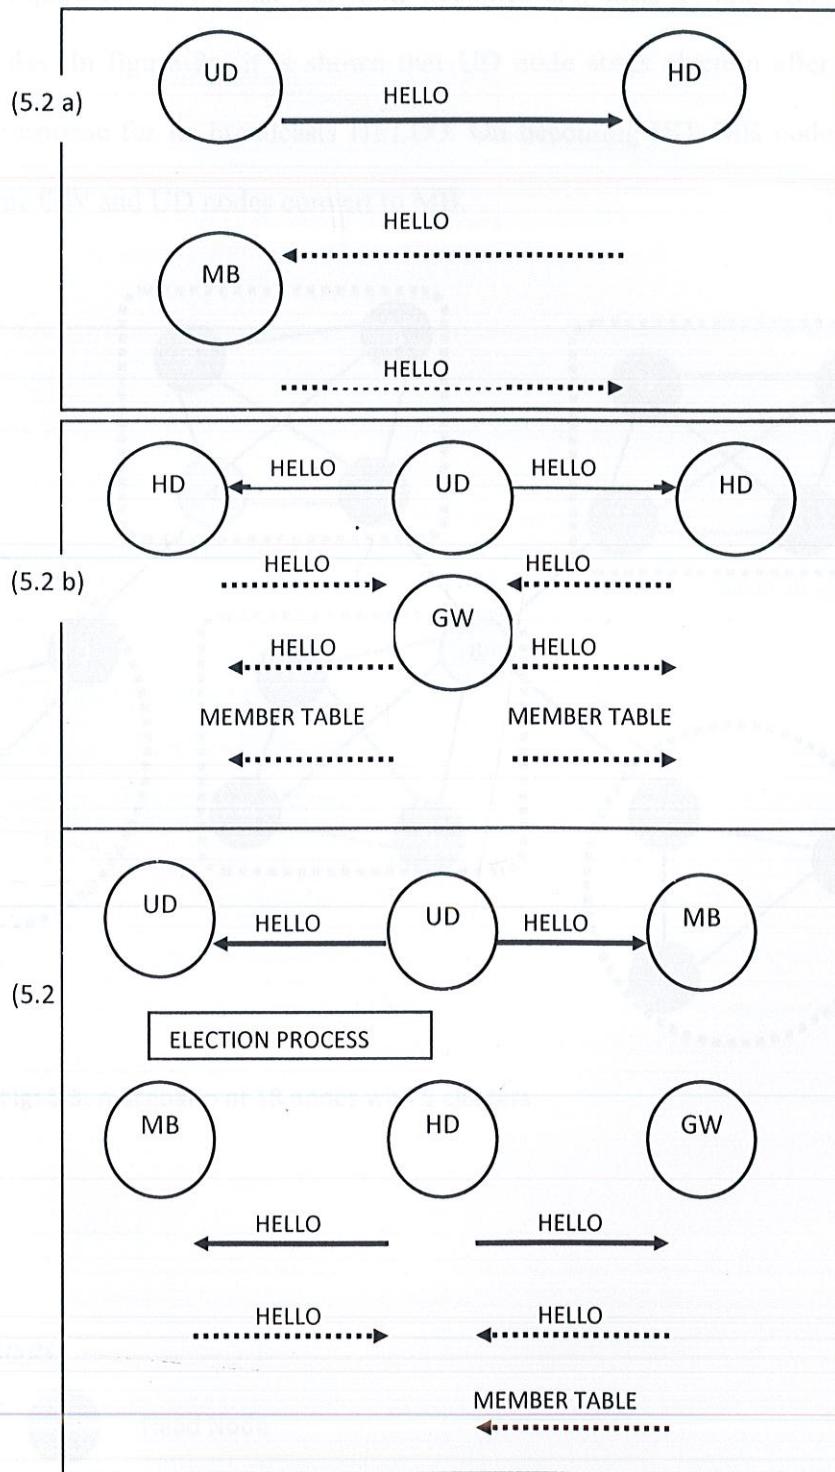 UD HELLO HD
(5.2 a)
HELLO
MB
HELLO
HD HELLO UD HELLO HD
(5.2 b)
HELLO HELLO
GW
HELLO HELLO
MEMBER TABLE MEMBER TABLE
UD HELLO UD HELLO MB
(5.2
ELECTION PROCESS
MB HD GW
HELLO HELLO
HELLO HELLO
MEMBER TABLE